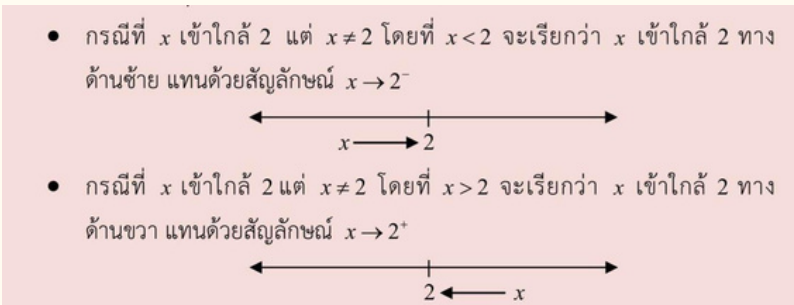 • กรณีที่ x เข้าใกล้ 2 แต่ x ≠ 2 โดยที่ x < 2 จะเรียกว่า x เข้าใกล้ 2 ทาง
ด้านซ้าย แทนด้วยสัญลักษณ์ x → 2⁻
x → 2
• กรณีที่ x เข้าใกล้ 2 แต่ x ≠ 2 โดยที่ x > 2 จะเรียกว่า x เข้าใกล้ 2 ทาง
ด้านขวา แทนด้วยสัญลักษณ์ x → 2⁺
2 ← x